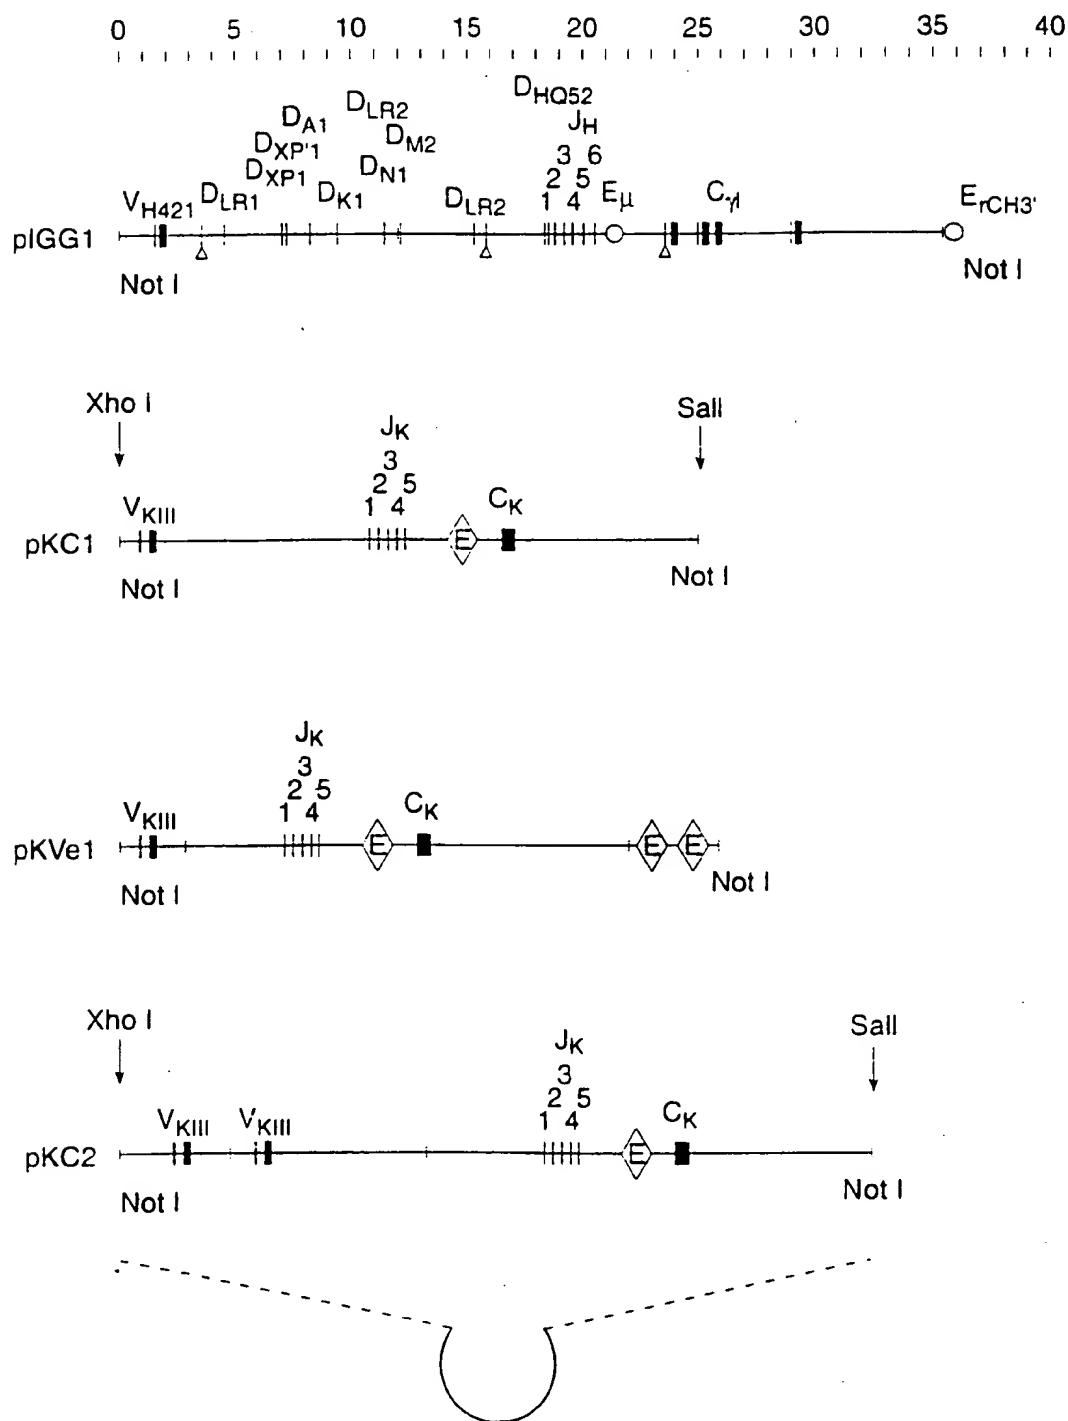 0 5 10 15 20 25 30 35 40
DHQ52
DLR2
JH
DA1
DM2
DXP'1
3 6
DN1
DXP1
2 5
VH421 DLR1 DK1 DLR2 1 4 Eμ CγI ErCH3'
pIGG1
Not I Not I
Xho I SalI
JK
3
2 5
VKIII 1 4 CK
pKC1 E
Not I Not I
JK
3
2 5
VKIII 1 4 CK
pKVe1 E E E
Not I Not I
Xho I SalI
JK
3
2 5
VKIII VKIII 1 4 CK
pKC2 E
Not I Not I